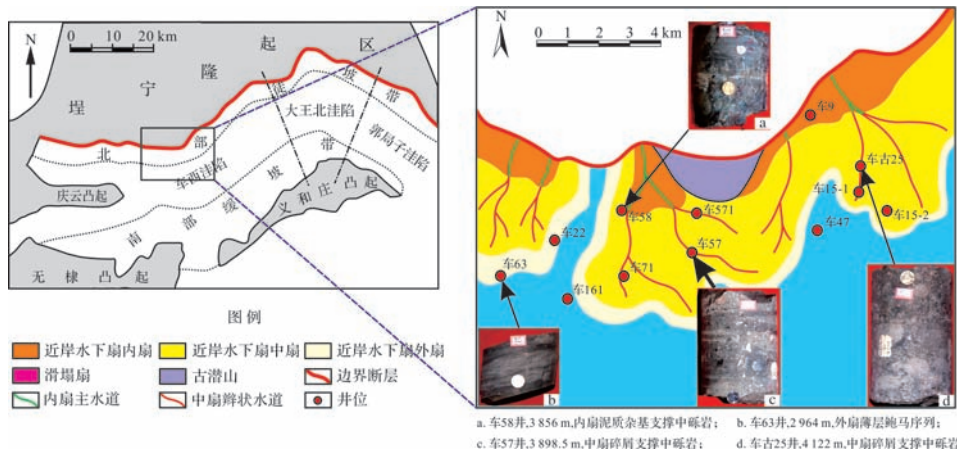 N
0 10 20 km
埕宁隆起区
北部陡坡带
大王北洼陷
郭局子洼陷
车西洼陷
南部缓坡带
义和庄凸起
庆云凸起
无棣凸起
N
0 1 2 3 4 km
a
车9
车古25
车15-1
车15-2
车58
车571
车47
车22
车57
车63
车71
车161
b
c
d
图例
近岸水下扇内扇 近岸水下扇中扇 近岸水下扇外扇
滑塌扇 古潜山 边界断层
内扇主水道 中扇辫状水道 井位
a. 车58井,3 856 m,内扇泥质杂基支撑中砾岩; b. 车63井,2 964 m,外扇薄层鲍马序列;
c. 车57井,3 898.5 m,中扇碎屑支撑中砾岩; d. 车古25井,4 122 m,中扇碎屑支撑中砾岩